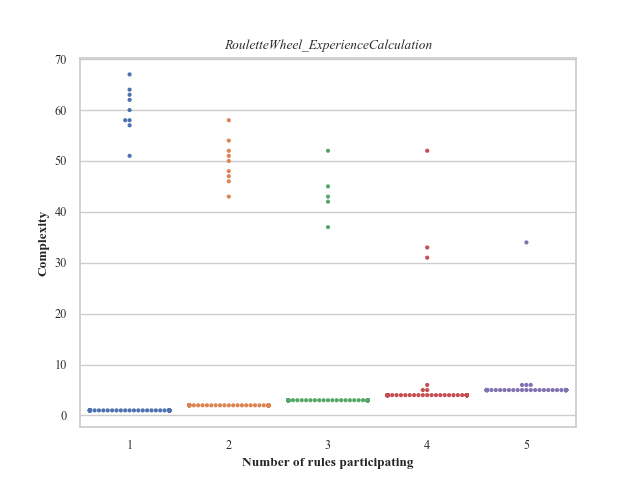 RouletteWheel_ExperienceCalculation
70
60
50
40
30
20
10
0
Complexity
1 2 3 4 5
Number of rules participating